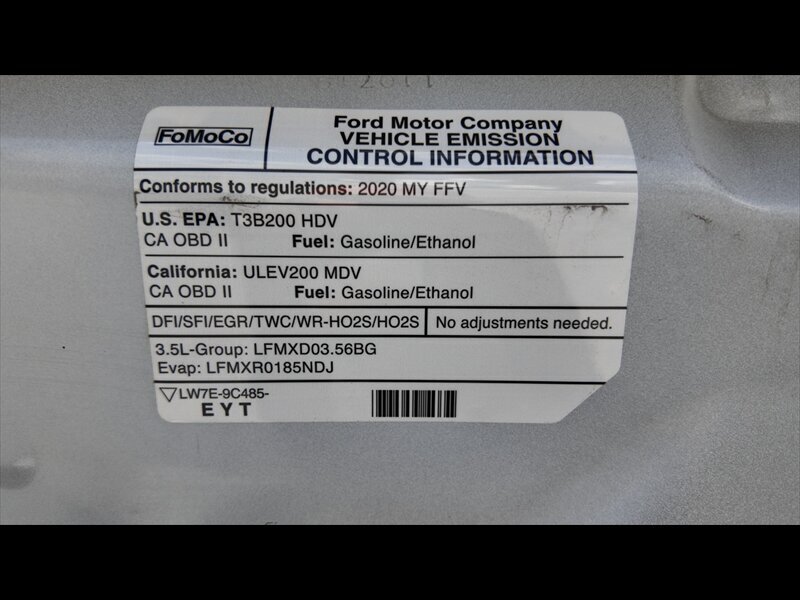 FoMoCo
Ford Motor Company
VEHICLE EMISSION
CONTROL INFORMATION
Conforms to regulations: 2020 MY FFV
U.S. EPA: T3B200 HDV
CA OBD II Fuel: Gasoline/Ethanol
California: ULEV200 MDV
CA OBD II Fuel: Gasoline/Ethanol
DFI/SFI/EGR/TWC/WR-HO2S/HO2S No adjustments needed.
3.5L-Group: LFMXD03.56BG
Evap: LFMXR0185NDJ
LW7E-9C485-
EYT